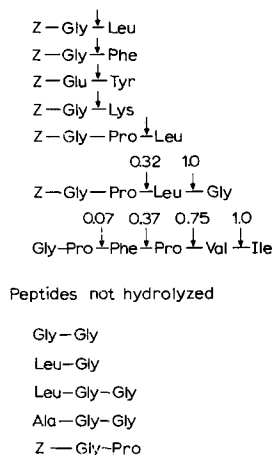 Z—Gly—Leu
Z—Gly—Phe
Z—Glu—Tyr
Z—Gly—Lys
Z—Gly—Pro—Leu
0.32 1.0
Z—Gly—Pro—Leu—Gly
0.07 0.37 0.75 1.0
Gly-Pro—Phe—Pro—Val—Ile
Peptides not hydrolyzed
Gly—Gly
Leu—Gly
Leu—Gly—Gly
Ala—Gly—Gly
Z — Gly—Pro